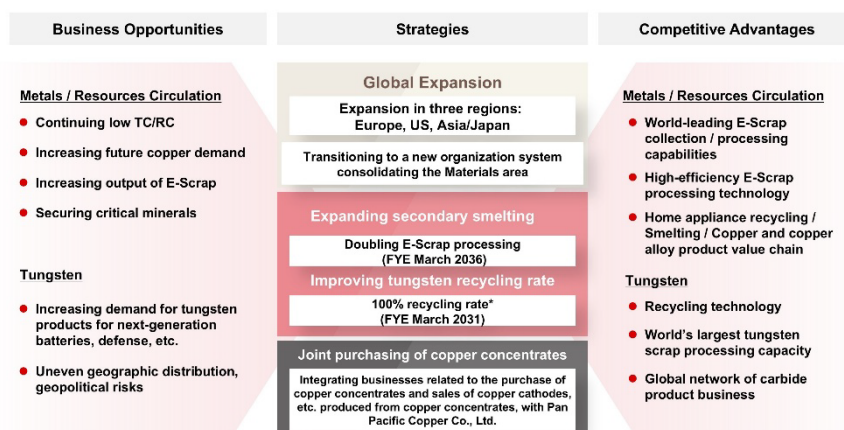 Business Opportunities
Metals / Resources Circulation
Continuing low TC/RC
Increasing future copper demand
Increasing output of E-Scrap
Securing critical minerals
Tungsten
Increasing demand for tungsten
products for next-generation
batteries, defense, etc.
Uneven geographic distribution,
geopolitical risks
Strategies
Global Expansion
Expansion in three regions:
Europe, US, Asia/Japan
Transitioning to a new organization system
consolidating the Materials area
Expanding secondary smelting
Doubling E-Scrap processing
(FYE March 2036)
Improving tungsten recycling rate
100% recycling rate*
(FYE March 2031)
Joint purchasing of copper concentrates
Integrating businesses related to the purchase of
copper concentrates and sales of copper cathodes,
etc. produced from copper concentrates, with Pan
Pacific Copper Co., Ltd.
Competitive Advantages
Metals / Resources Circulation
World-leading E-Scrap
collection / processing
capabilities
High-efficiency E-Scrap
processing technology
Home appliance recycling /
Smelting / Copper and copper
alloy product value chain
Tungsten
Recycling technology
World's largest tungsten
scrap processing capacity
Global network of carbide
product business